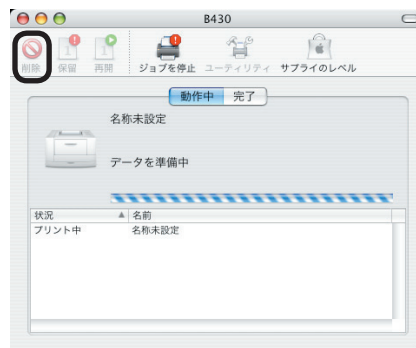 B430
削除 保留 再開 ジョブを停止 ユーティリティ サプライのレベル
動作中 完了
名称未設定
データを準備中
状況 名前
プリント中 名称未設定